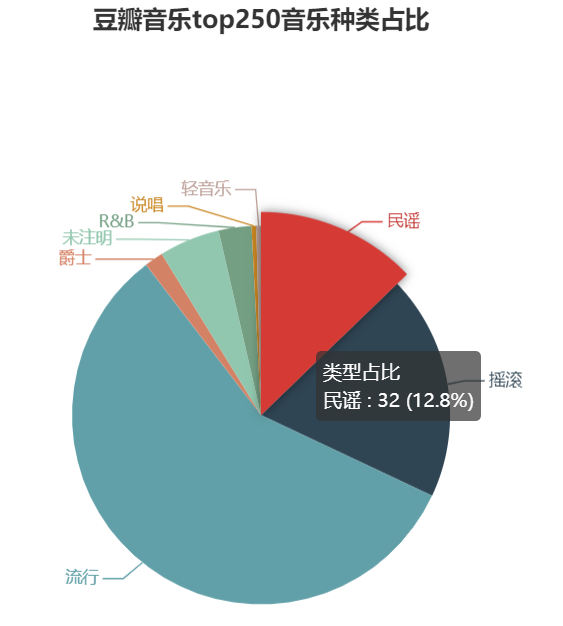 豆瓣音乐top250音乐种类占比
轻音乐
说唱
R&B
未注明
爵士
民谣
类型占比
民谣 : 32 (12.8%)
摇滚
流行